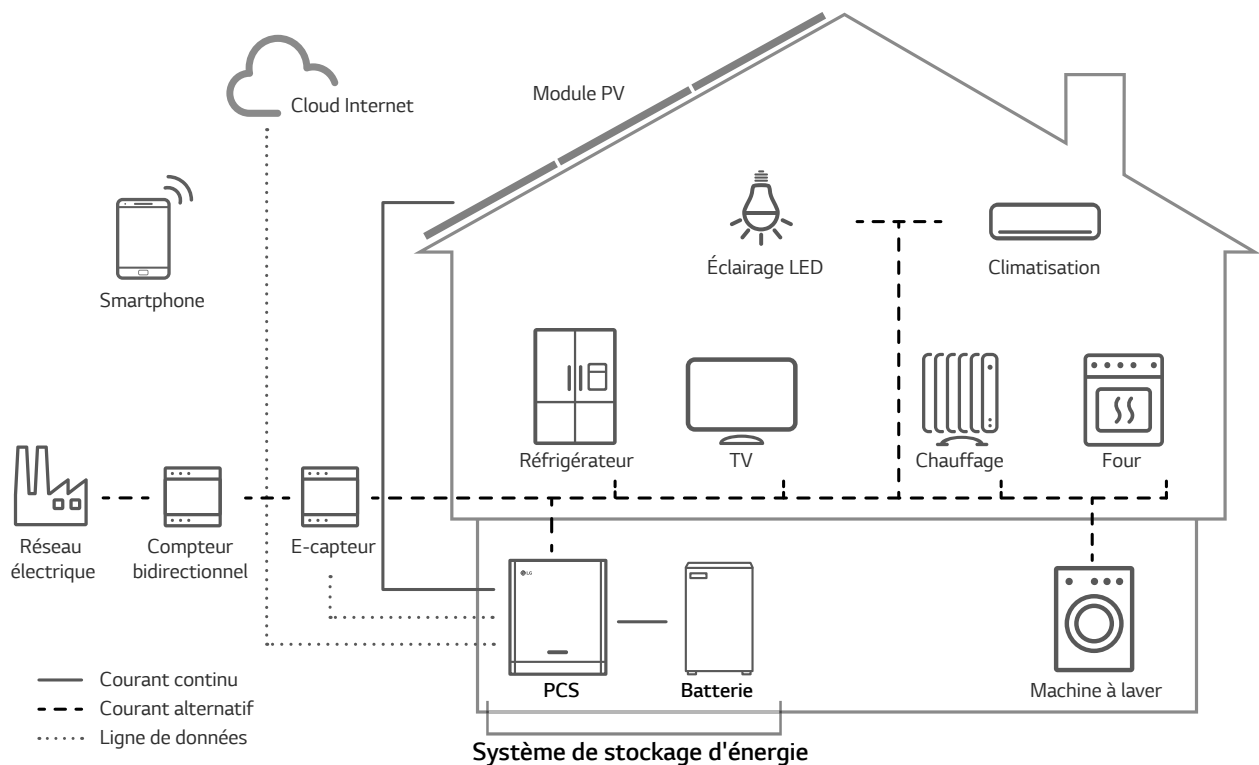 Cloud Internet
Module PV
Smartphone
Éclairage LED
Climatisation
Réfrigérateur
TV
Chauffage
Four
Réseau
électrique
Compteur
bidirectionnel
E-capteur
LG
PCS
Batterie
Machine à laver
Courant continu
Courant alternatif
Ligne de données
Système de stockage d'énergie